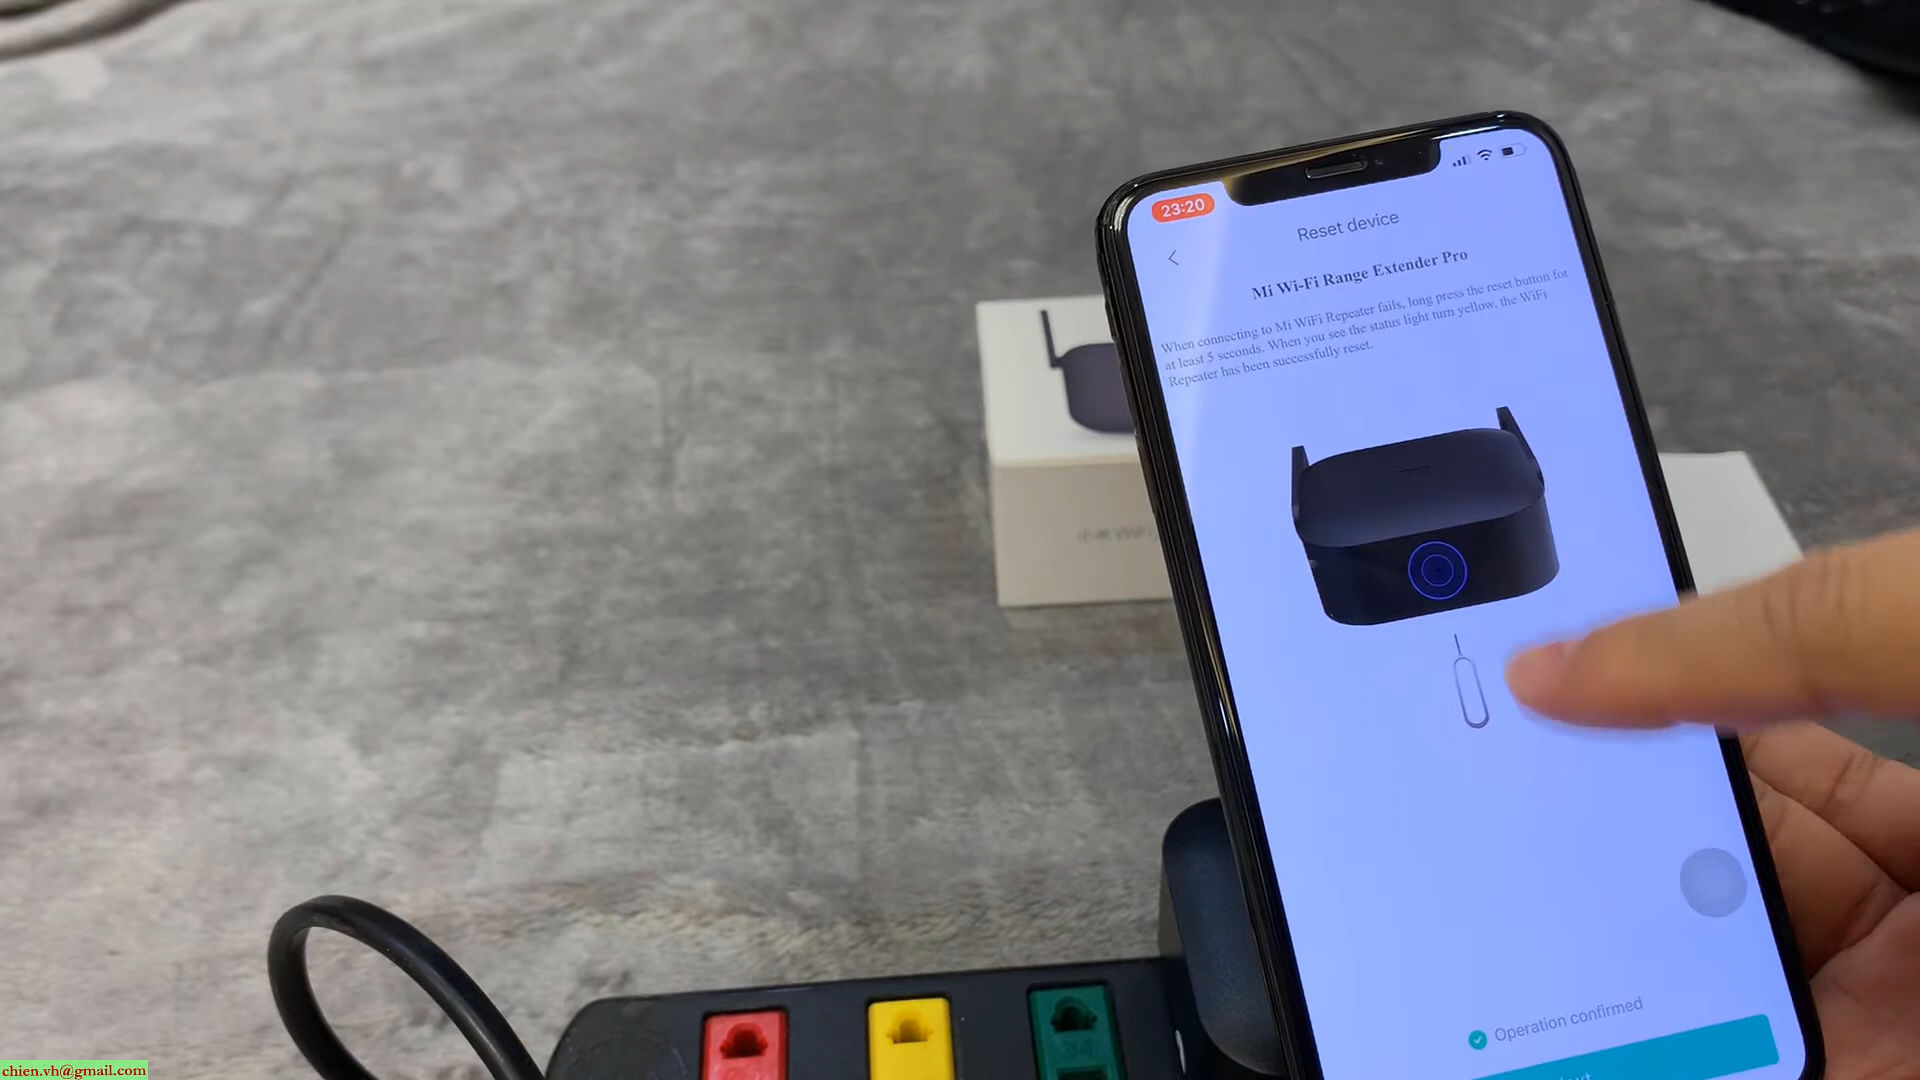 23:20
Reset device
Mi Wi-Fi Range Extender Pro
When connecting to Mi WiFi Repeater fails, long press the reset button for
at least 5 seconds. When you see the status light turn yellow, the WiFi
Repeater has been successfully reset.
Operation confirmed
chien.vh@gmail.com